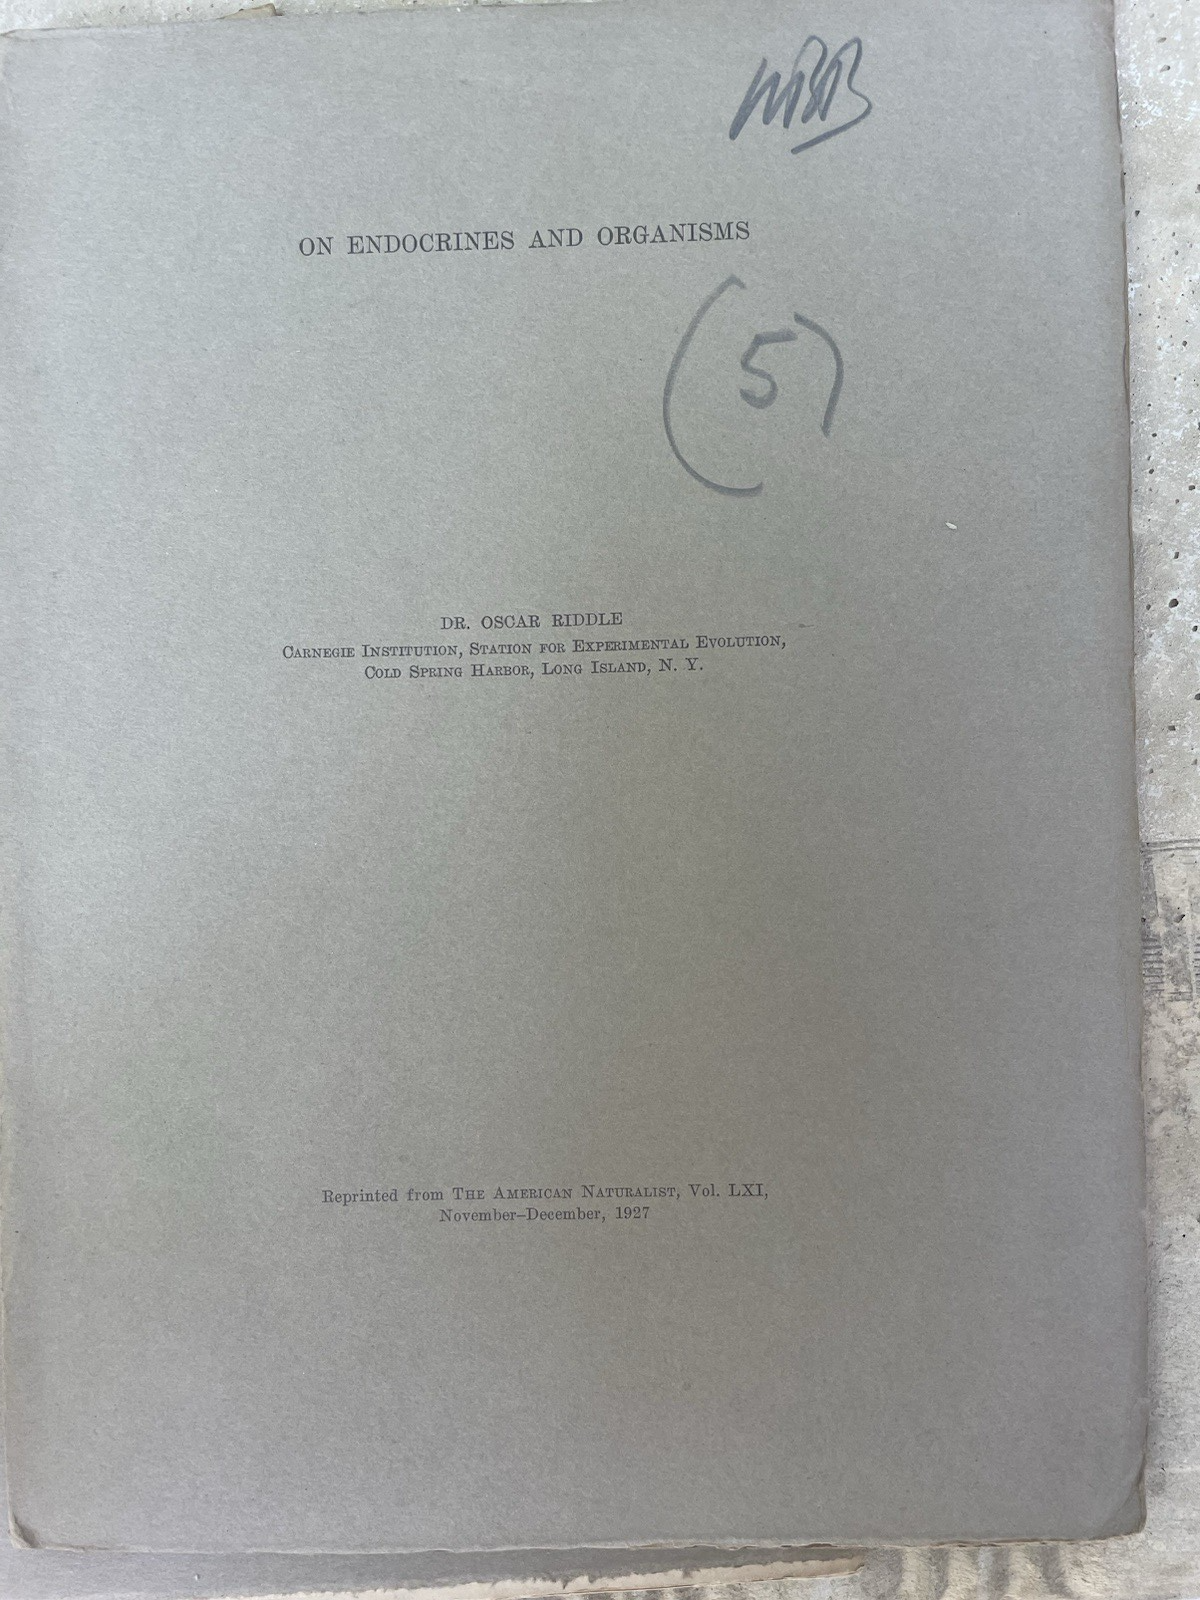 ON ENDOCRINES AND ORGANISMS
(5)
DR. OSCAR RIDDLE
CARNEGIE INSTITUTION, STATION FOR EXPERIMENTAL EVOLUTION,
COLD SPRING HARBOR, LONG ISLAND, N. Y.
Reprinted from THE AMERICAN NATURALIST, Vol. LXI,
November–December, 1927